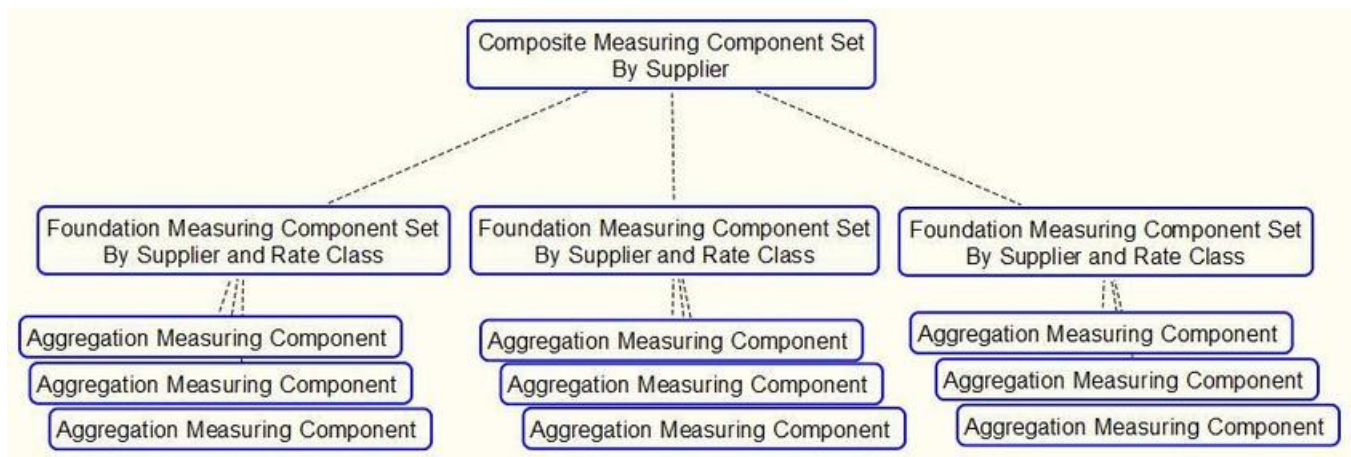 Composite Measuring Component Set
By Supplier
Foundation Measuring Component Set
By Supplier and Rate Class
Foundation Measuring Component Set
By Supplier and Rate Class
Foundation Measuring Component Set
By Supplier and Rate Class
Aggregation Measuring Component
Aggregation Measuring Component
Aggregation Measuring Component
Aggregation Measuring Component
Aggregation Measuring Component
Aggregation Measuring Component
Aggregation Measuring Component
Aggregation Measuring Component
Aggregation Measuring Component